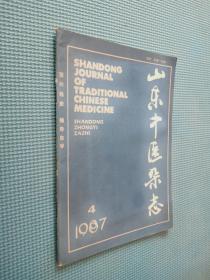 SHANDONG
JOURNAL
OF
TRADITIONAL
CHINESE
MEDICINE
SHANDONG
ZHONGYI
ZAZHI
山东中医杂志
4
1987